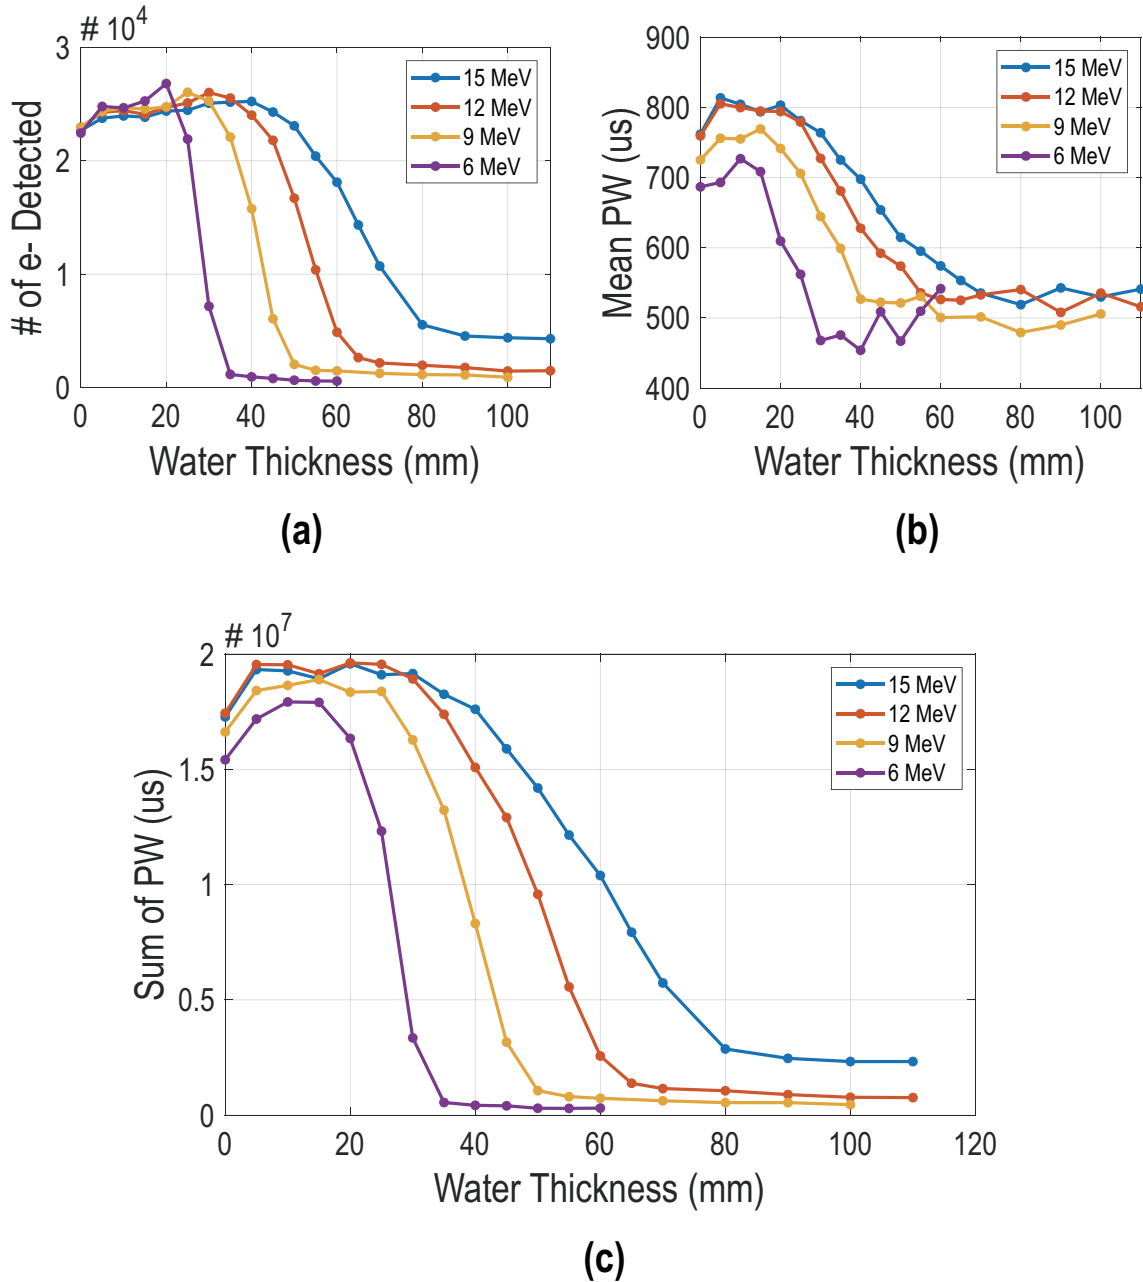 # 10^4
3
2
1
0
# of e- Detected
15 MeV
12 MeV
9 MeV
6 MeV
0 20 40 60 80 100
Water Thickness (mm)
(a)
900
800
700
600
500
400
Mean PW (us)
15 MeV
12 MeV
9 MeV
6 MeV
0 20 40 60 80 100
Water Thickness (mm)
(b)
# 10^7
2
1.5
1
0.5
0
Sum of PW (us)
15 MeV
12 MeV
9 MeV
6 MeV
0 20 40 60 80 100 120
Water Thickness (mm)
(c)